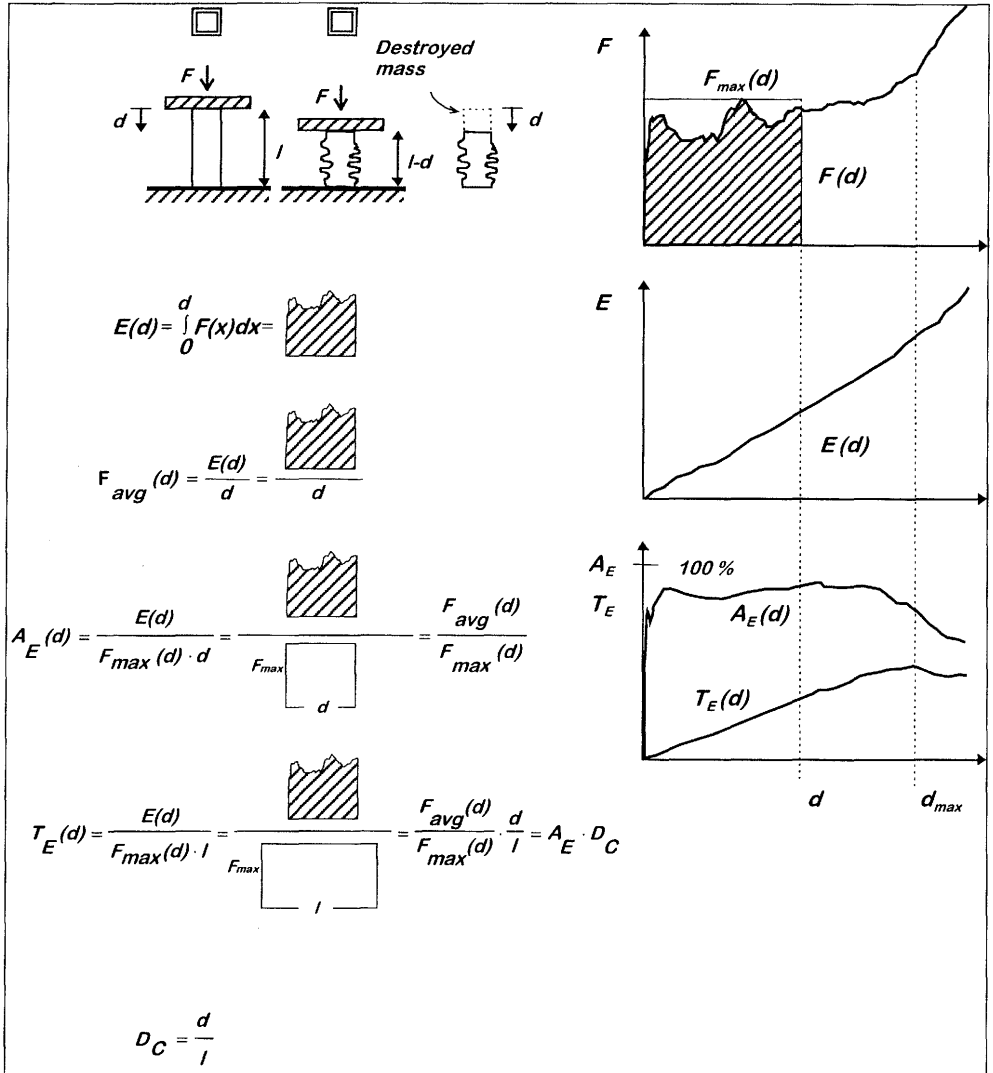 Destroyed
mass
F
F
d
d
l
l-d
E(d) = ∫₀ᵈ F(x)dx =
F_avg (d) = E(d) / d = / d
A_E (d) = E(d) / F_max (d) · d = / F_max d = F_avg (d) / F_max (d)
T_E (d) = E(d) / F_max(d) · l = / F_max l = F_avg(d) / F_max(d) · d / l = A_E · D_C
D_C = d / l
F
F_max (d)
F(d)
E
E(d)
A_E
100 %
T_E
A_E (d)
T_E (d)
d
d_max